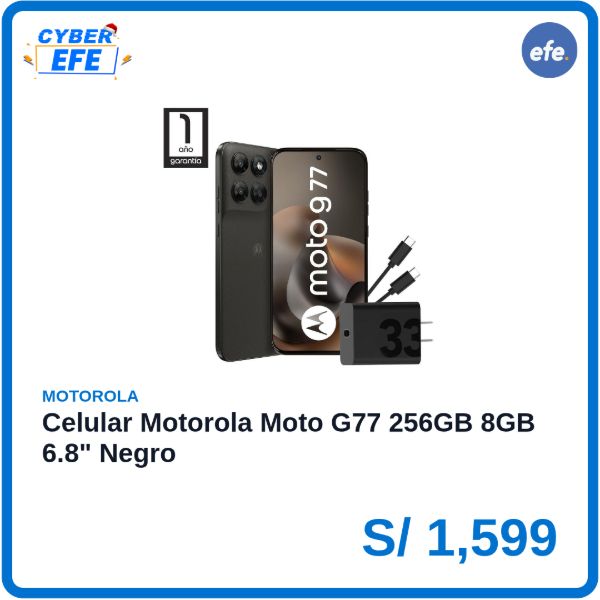 CYBER
EFE
efe.
1
año
garantía
moto g77
33
MOTOROLA
Celular Motorola Moto G77 256GB 8GB
6.8" Negro
S/ 1,599